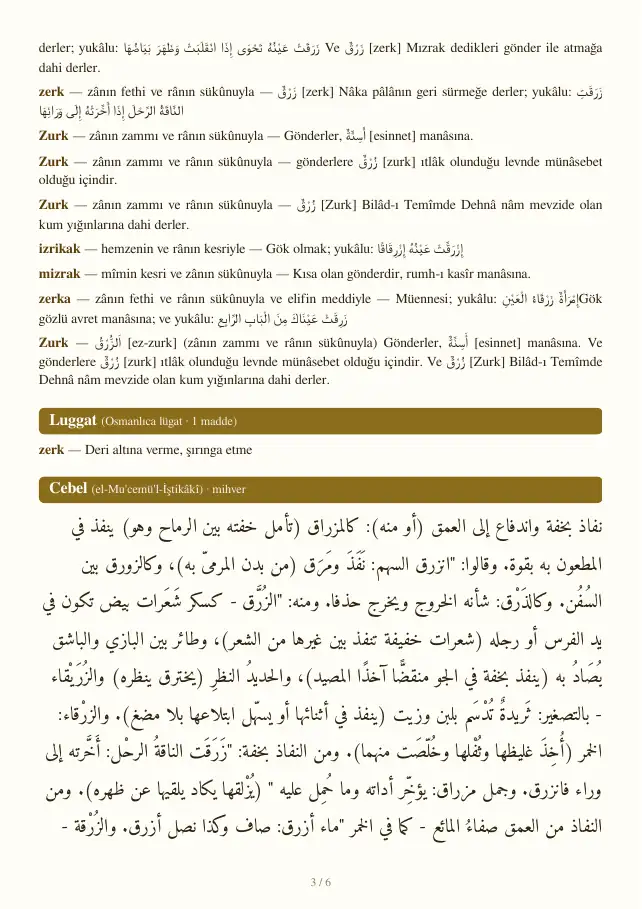 derler; yukâlu: زَرَقَتْ عَيْنُهُ نَحْوِى إِذَا انْقَلَبَتْ وَظَهَرَ بَيَاضُهَا Ve زَرْقٌ [zerk] Mızrak dedikleri gönder ile atmağa
dahi derler.
zerk — zânın fethi ve rânın sükûnuyla — زَرْقٌ [zerk] Nâka pâlânın geri sürmeğe derler; yukâlu: زَرَقَتِ
النَّاقَةُ الرَّحْلَ إِذَا أَخَّرَتْهُ إِلَى وَرَائِهَا
Zurk — zânın zammı ve rânın sükûnuyla — Gönderler, أَسِنَّةٌ [esinnet] manâsına.
Zurk — zânın zammı ve rânın sükûnuyla — gönderlere زُرْقٌ [zurk] ıtlâk olunduğu levnde münâsebet
olduğu içindir.
Zurk — zânın zammı ve rânın sükûnuyla — زُرْقٌ [Zurk] Bilâd-ı Temîmde Dehnâ nâm mevzide olan
kum yığınlarına dahi derler.
izrikak — hemzenin ve rânın kesriyle — Gök olmak; yukâlu: إِزْرَقَّتْ عَيْنُهُ إِزْرِقَاقًا
mizrak — mîmin kesri ve zânın sükûnuyla — Kısa olan gönderdir, rumh-ı kasîr manâsına.
zerka — zânın fethi ve rânın sükûnuyla ve elifin meddiyle — Müennesi; yukâlu: إِمْرَأَةٌ زَرْقَاءُ الْعَيْنِGök
gözlü avret manâsına; ve yukâlu: زَرِقَتْ عَيْنَاكَ مِنَ الْبَابِ الرَّابِعِ
Zurk — اَلزُّرْقُ [ez-zurk] (zânın zammı ve rânın sükûnuyla) Gönderler, أَسِنَّةٌ [esinnet] manâsına. Ve
gönderlere زُرْقٌ [zurk] ıtlâk olunduğu levnde münâsebet olduğu içindir. Ve زُرْقٌ [Zurk] Bilâd-ı Temîmde
Dehnâ nâm mevzide olan kum yığınlarına dahi derler.
Luggat (Osmanlıca lügat · 1 madde)
zerk — Deri altına verme, şırınga etme
Cebel (el-Mu'cemü'l-İştikâkî) · mihver
نفاذ بخفة واندفاع إلى العمق (أو منه): كالمزراق (تأمل خفته بين الرماح وهو) ينفذ في
المطعون به بقوة. وقالوا: "انزرق السهم: نَفَذَ ومَرَق (من بدن المرمىّ به)، وكالزورق بين
السُفُن. وكالذَرْق: شأنه الخروج ويخرج حذفا. ومنه: "الزُرَّق - كسكر شَعَرات بيض تكون في
يد الفرس أو رجله (شعرات خفيفة تنفذ بين غيرها من الشعر)، وطائر بين البازي والباشق
يُصَادُ به (ينفذ بخفة في الجو منقضًّا آخذًا المصيد)، والحديدُ النظرِ (يخترق ينظره) والزُرَيْقاء
- بالتصغير: ثَريدةٌ تُدْسَم بلبن وزيت (ينفذ في أثنائها أو يسهّل ابتلاعها بلا مضغ). والزرْقاء:
الخمر (أُخِذَ غليظها وثُفْلها وخُلّصَت منهما). ومن النفاذ بخفة: "زَرَقَت الناقةُ الرحْل: أَخَّرته إلى
وراء فانزرق. وجمل مزراق: يؤخِّر أداته وما حُمِل عليه " (يُزْلقها يكاد يلقيها عن ظهره). ومن
النفاذ من العمق صفاءُ المائع - كما في الخمر "ماء أزرق: صاف وكذا نصل أزرق. والزُرْقة -
3 / 6